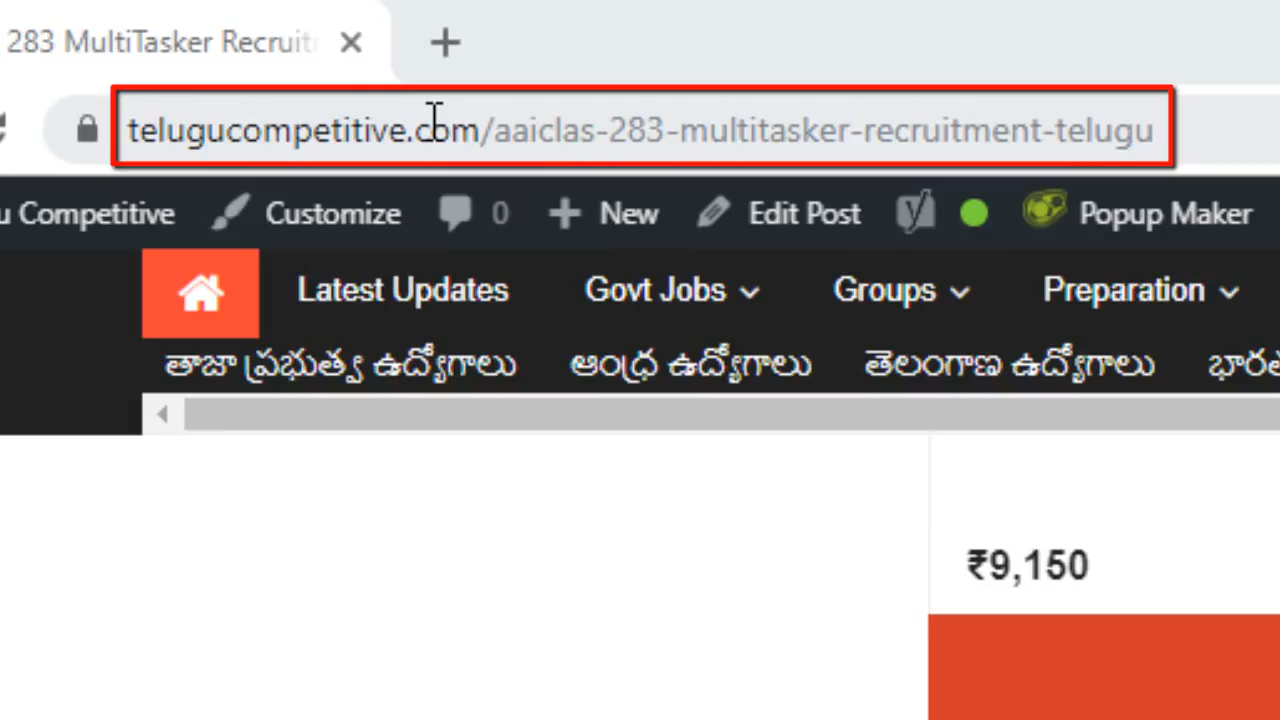 283 MultiTasker Recruit
telugucompetitive.com/aaiclas-283-multitasker-recruitment-telugu
u Competitive Customize 0 New Edit Post Popup Maker
Latest Updates Govt Jobs Groups Preparation
తాజా ప్రభుత్వ ఉద్యోగాలు ఆంధ్ర ఉద్యోగాలు తెలంగాణ ఉద్యోగాలు భారత
₹9,150